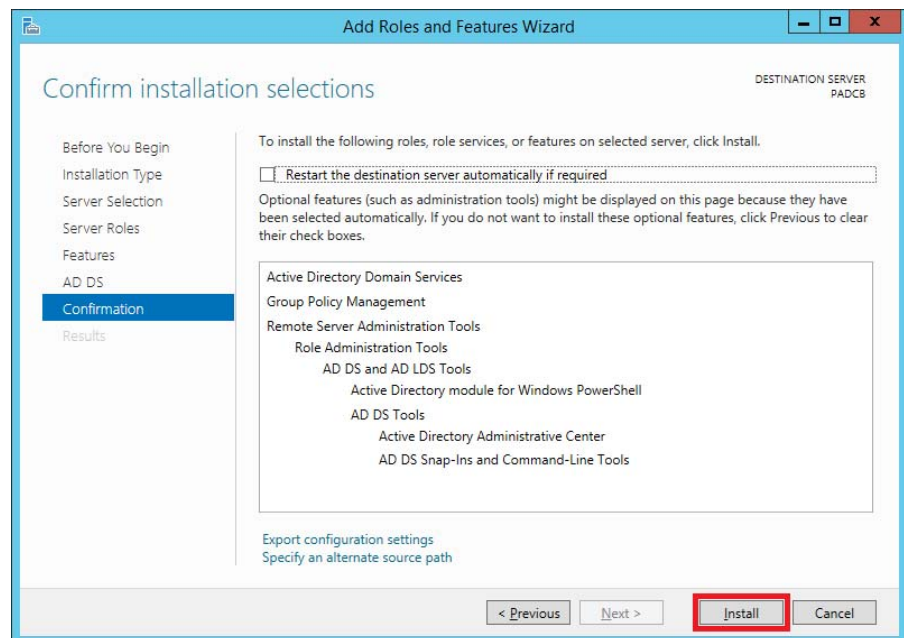 Add Roles and Features Wizard
Confirm installation selections
DESTINATION SERVER
PADCB
Before You Begin
Installation Type
Server Selection
Server Roles
Features
AD DS
Confirmation
Results
To install the following roles, role services, or features on selected server, click Install.
Restart the destination server automatically if required
Optional features (such as administration tools) might be displayed on this page because they have
been selected automatically. If you do not want to install these optional features, click Previous to clear
their check boxes.
Active Directory Domain Services
Group Policy Management
Remote Server Administration Tools
Role Administration Tools
AD DS and AD LDS Tools
Active Directory module for Windows PowerShell
AD DS Tools
Active Directory Administrative Center
AD DS Snap-Ins and Command-Line Tools
Export configuration settings
Specify an alternate source path
< Previous
Next >
Install
Cancel